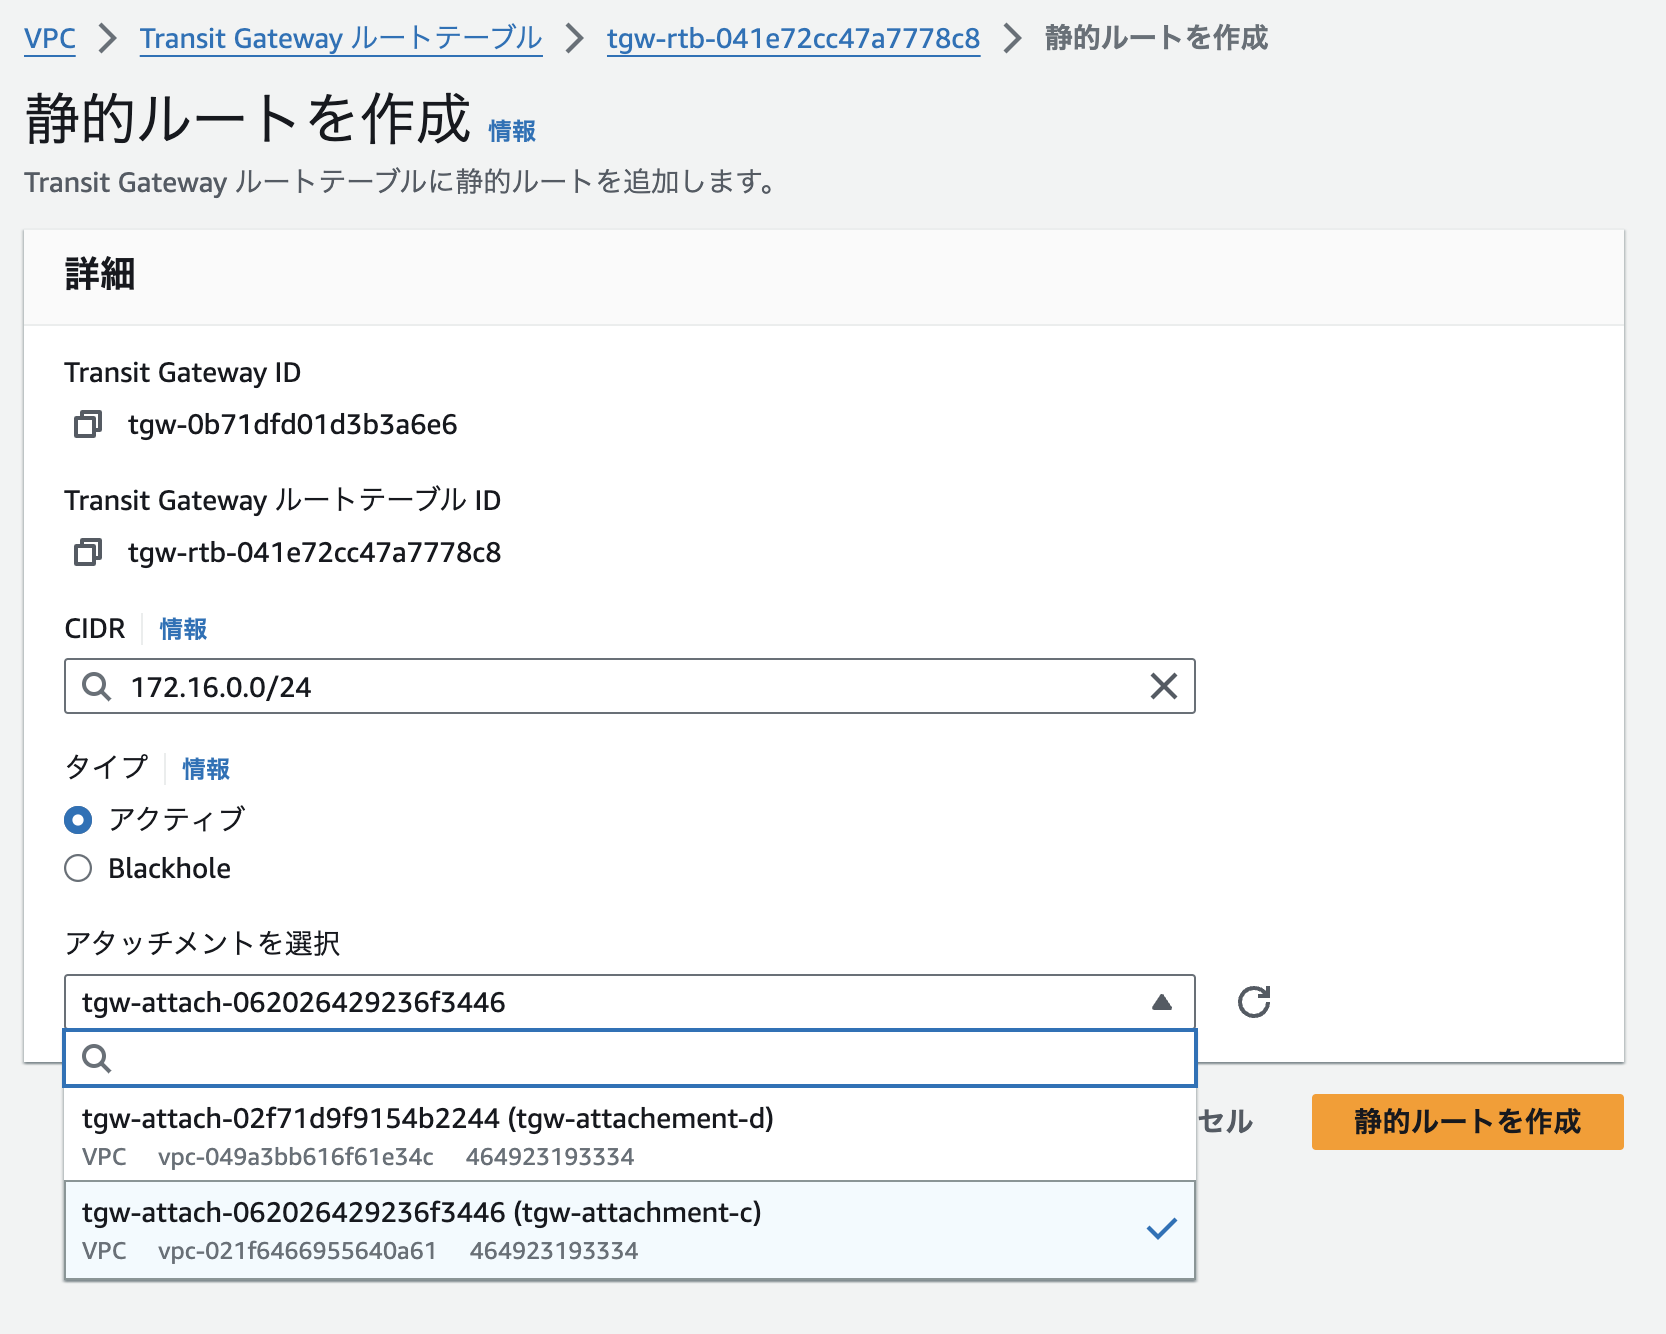 VPC > Transit Gateway ルートテーブル > tgw-rtb-041e72cc47a7778c8 > 静的ルートを作成
静的ルートを作成 情報
Transit Gateway ルートテーブルに静的ルートを追加します。
詳細
Transit Gateway ID
tgw-0b71dfd01d3b3a6e6
Transit Gateway ルートテーブル ID
tgw-rtb-041e72cc47a7778c8
CIDR 情報
172.16.0.0/24
タイプ 情報
アクティブ
Blackhole
アタッチメントを選択
tgw-attach-062026429236f3446
tgw-attach-02f71d9f9154b2244 (tgw-attachement-d)
VPC vpc-049a3bb616f61e34c 464923193334
tgw-attach-062026429236f3446 (tgw-attachment-c)
VPC vpc-021f6466955640a61 464923193334
セル
静的ルートを作成